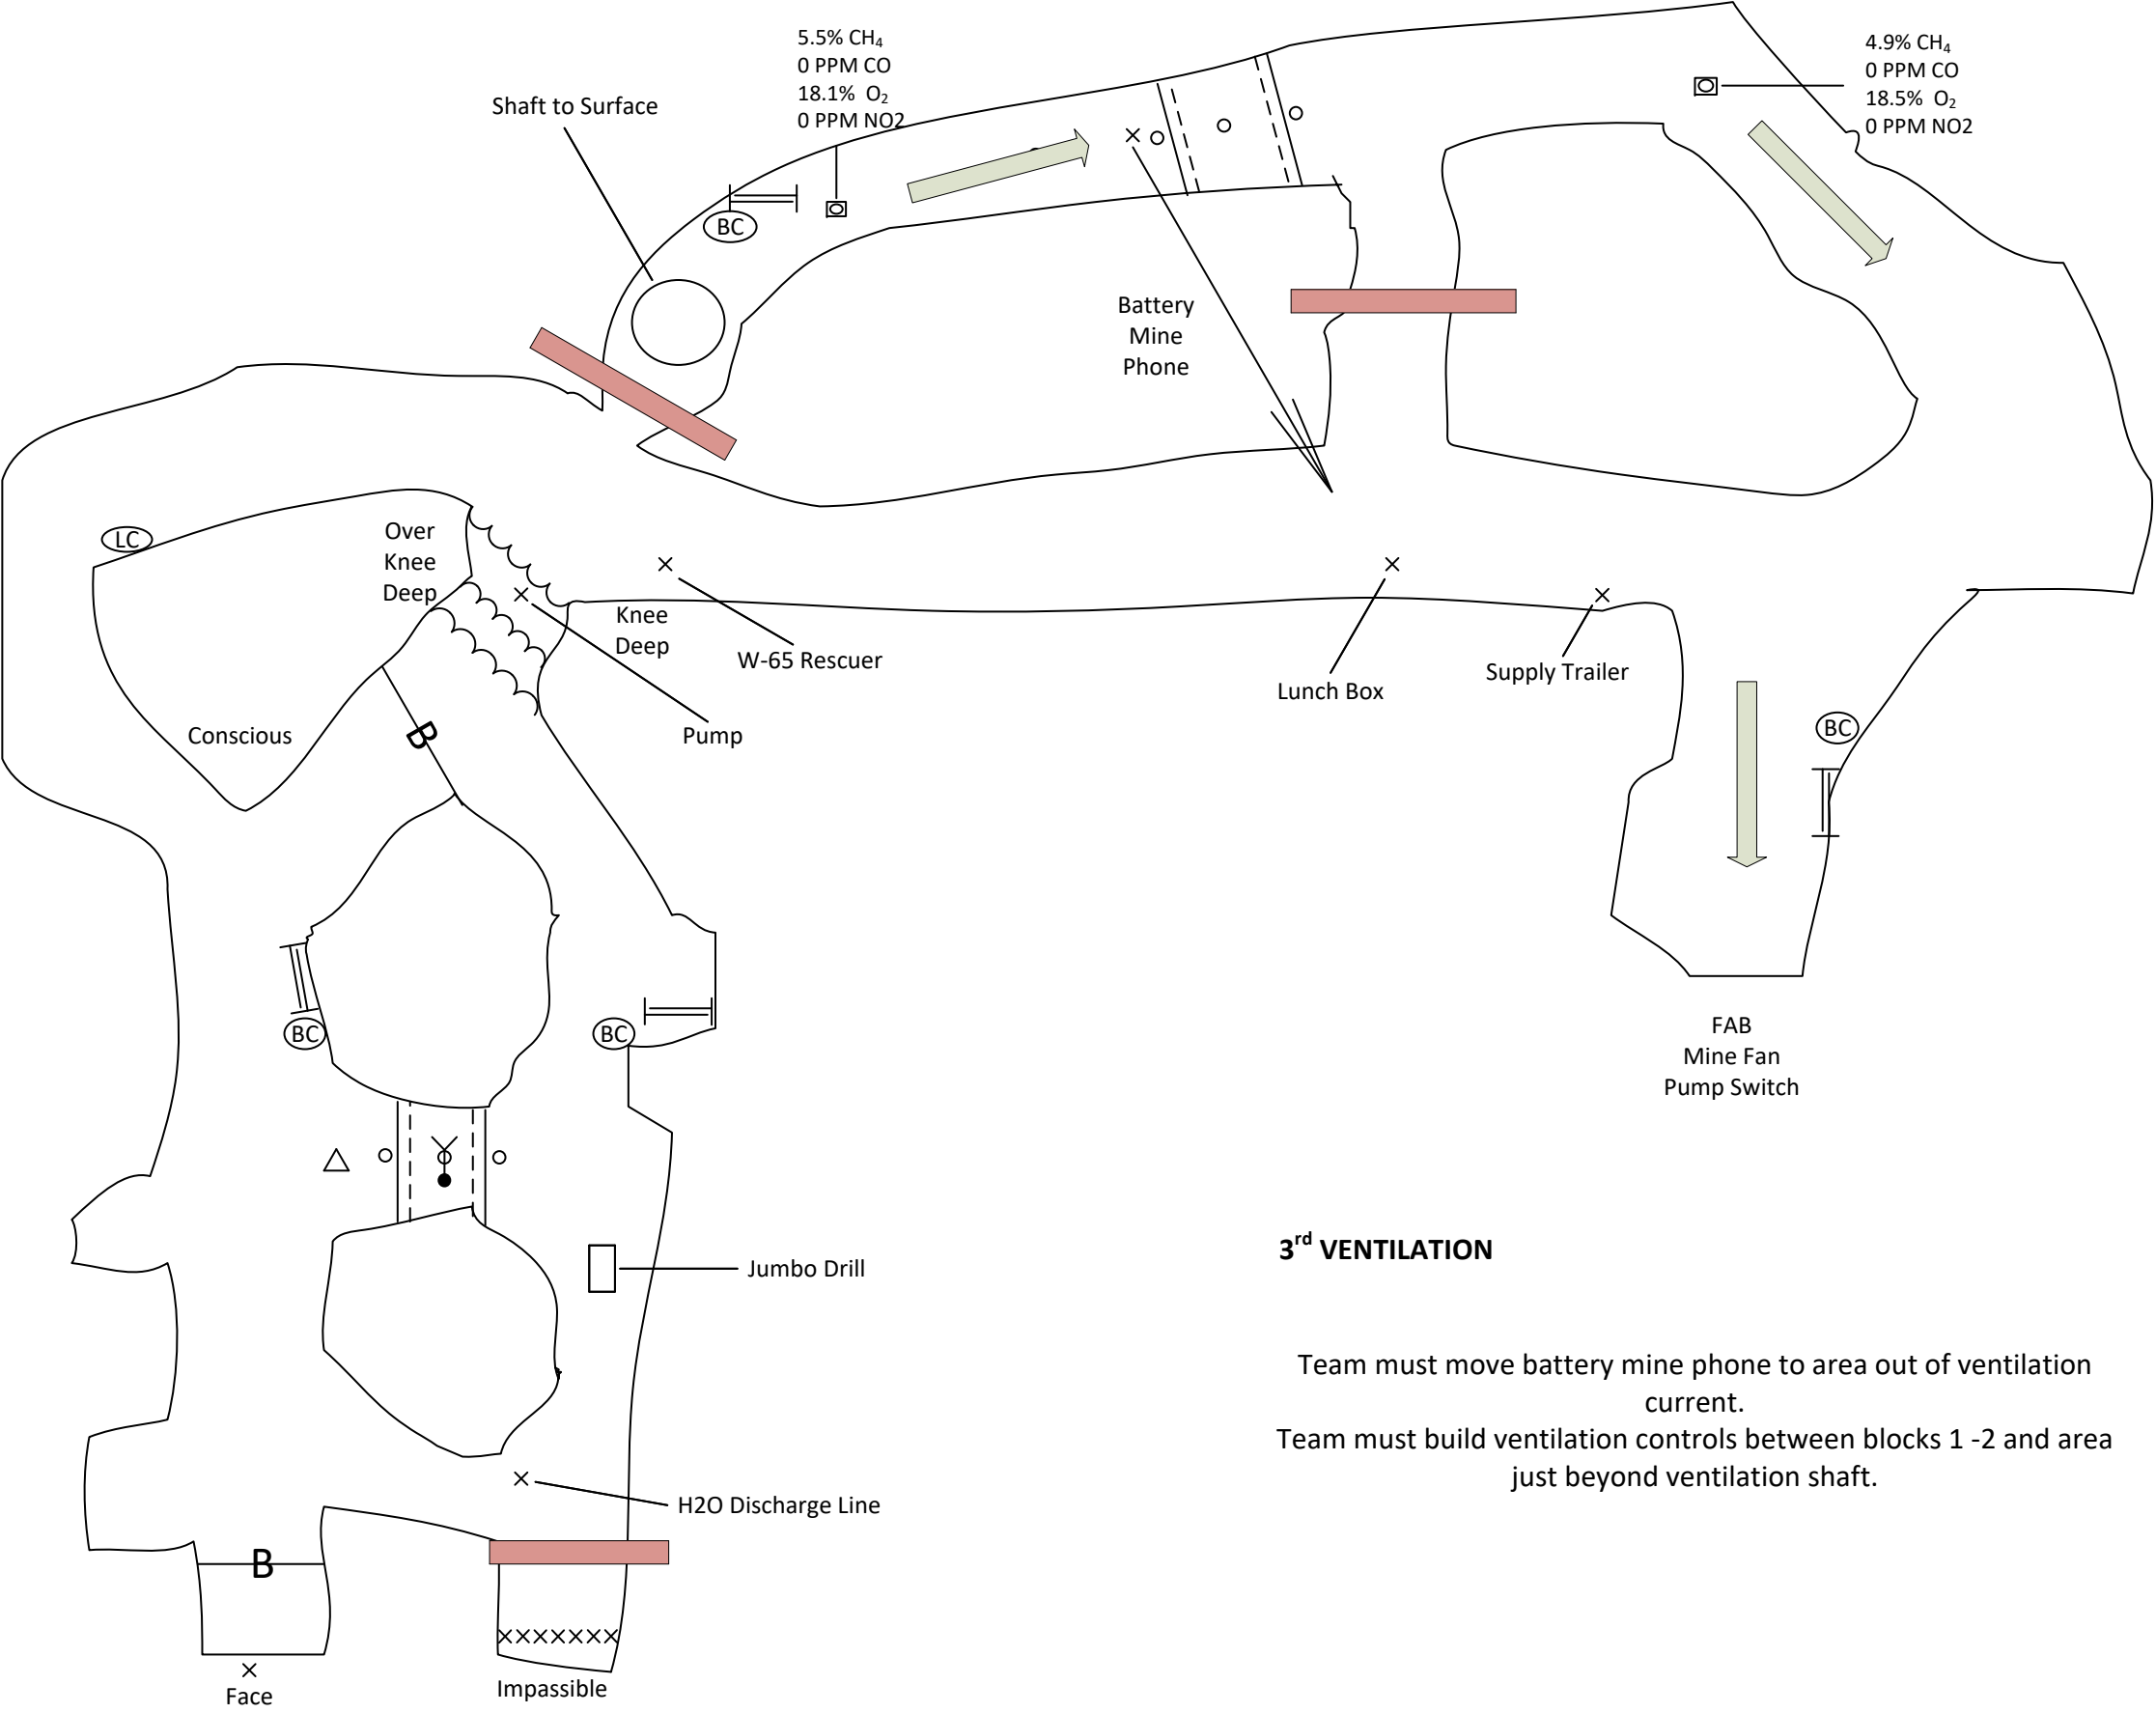 5.5% CH₄
0 PPM CO
18.1% O₂
0 PPM NO2
4.9% CH₄
0 PPM CO
18.5% O₂
0 PPM NO2
Shaft to Surface
BC
Battery
Mine
Phone
LC
Over
Knee
Deep
Knee
Deep
W-65 Rescuer
Pump
Conscious
B
Lunch Box
Supply Trailer
BC
BC
BC
FAB
Mine Fan
Pump Switch
Jumbo Drill
3rd VENTILATION
Team must move battery mine phone to area out of ventilation
current.
Team must build ventilation controls between blocks 1 -2 and area
just beyond ventilation shaft.
H2O Discharge Line
B
XXXXXXX
Face
Impassible